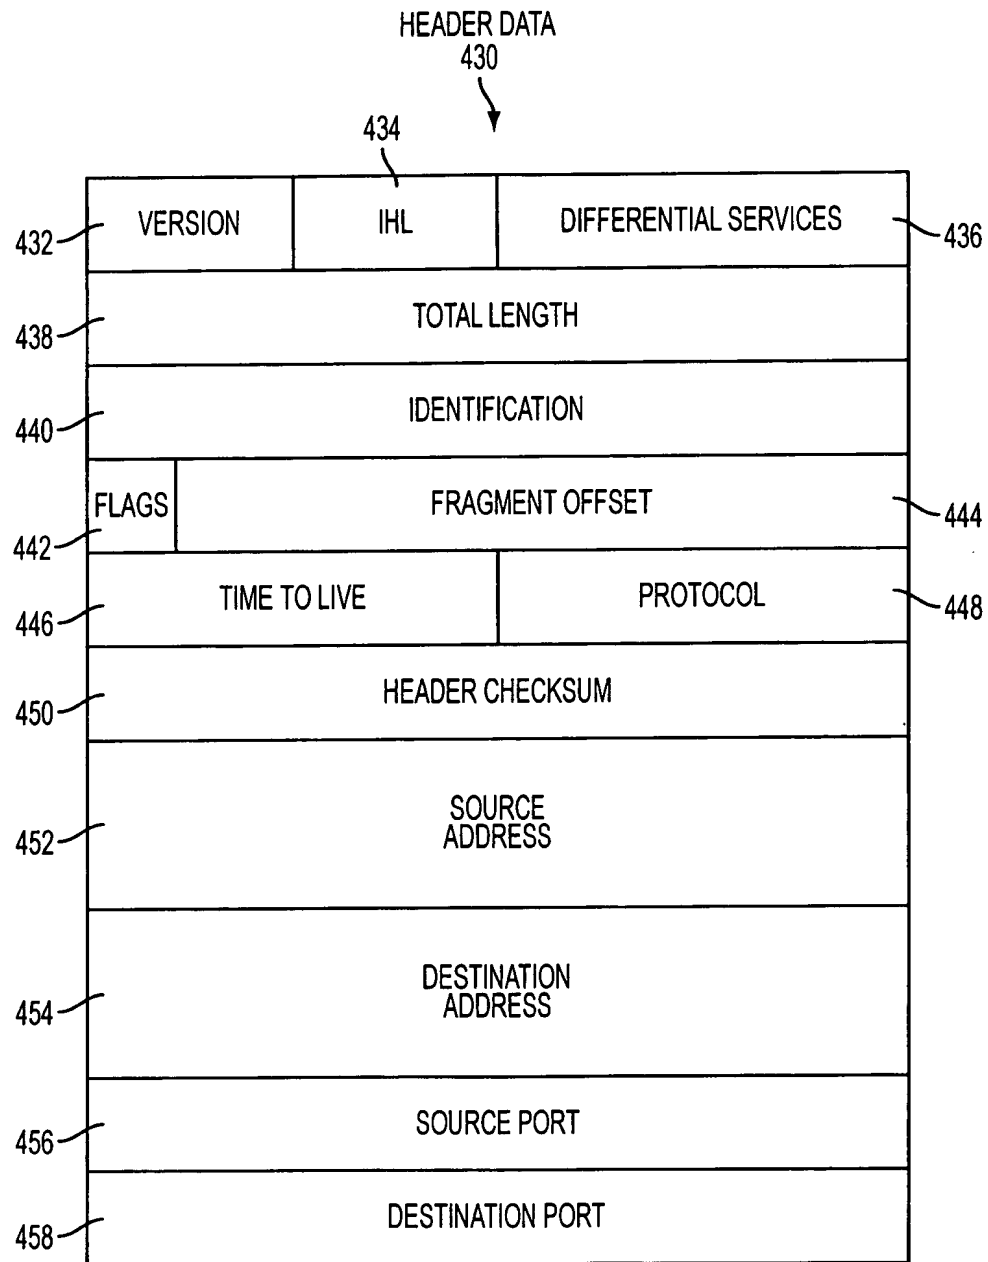 HEADER DATA
430
434
432
VERSION
IHL
DIFFERENTIAL SERVICES
436
438
TOTAL LENGTH
440
IDENTIFICATION
442
FLAGS
FRAGMENT OFFSET
444
446
TIME TO LIVE
PROTOCOL
448
450
HEADER CHECKSUM
452
SOURCE
ADDRESS
454
DESTINATION
ADDRESS
456
SOURCE PORT
458
DESTINATION PORT